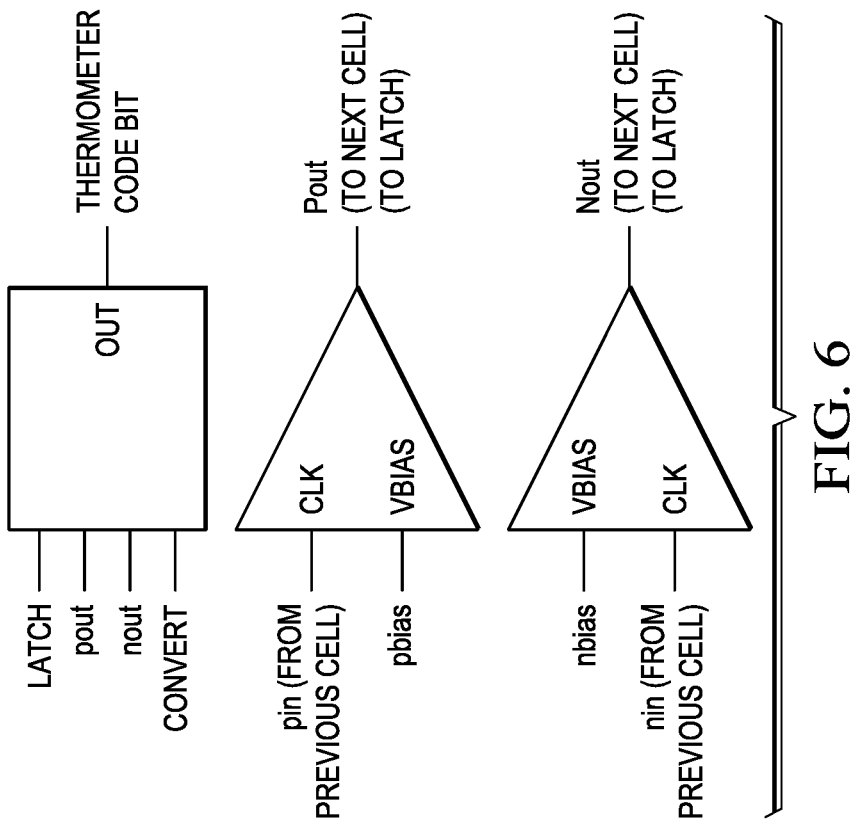 LATCH
pout
nout
CONVERT
OUT
THERMOMETER
CODE BIT
pin (FROM
PREVIOUS CELL)
pbias
CLK
VBIAS
Pout
(TO NEXT CELL)
(TO LATCH)
nbias
nin (FROM
PREVIOUS CELL)
VBIAS
CLK
Nout
(TO NEXT CELL)
(TO LATCH)
FIG. 6